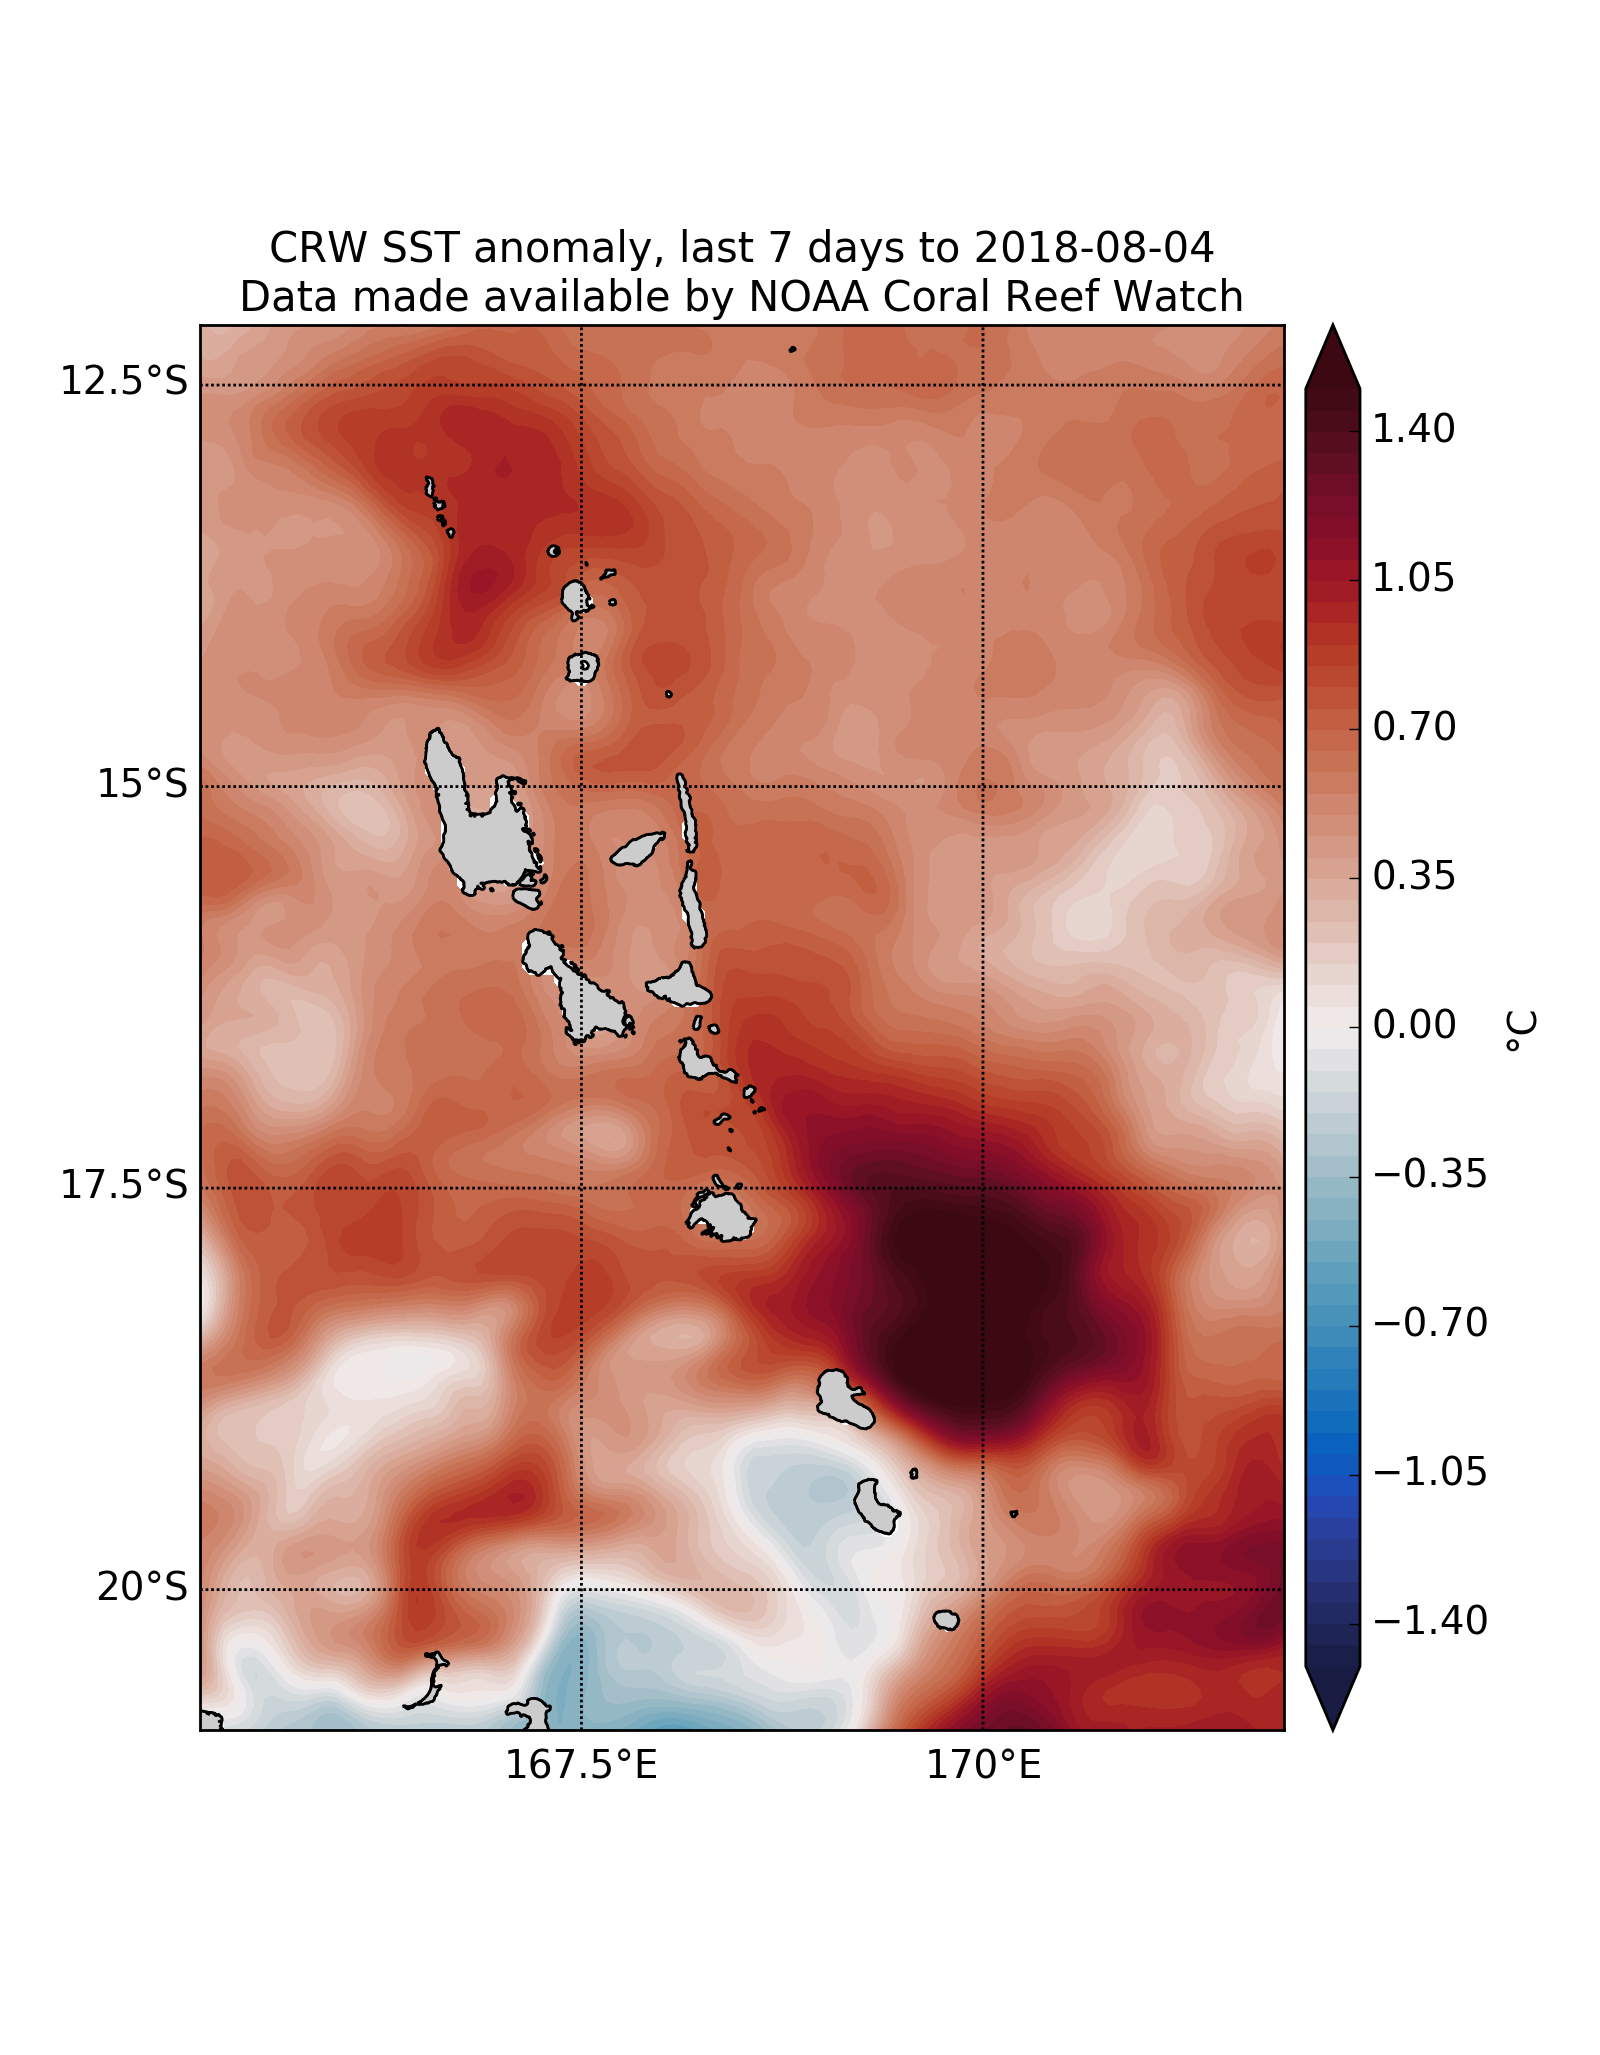 CRW SST anomaly, last 7 days to 2018-08-04
Data made available by NOAA Coral Reef Watch
12.5°S
15°S
17.5°S
20°S
167.5°E
170°E
1.40
1.05
0.70
0.35
0.00
−0.35
−0.70
−1.05
−1.40
°C